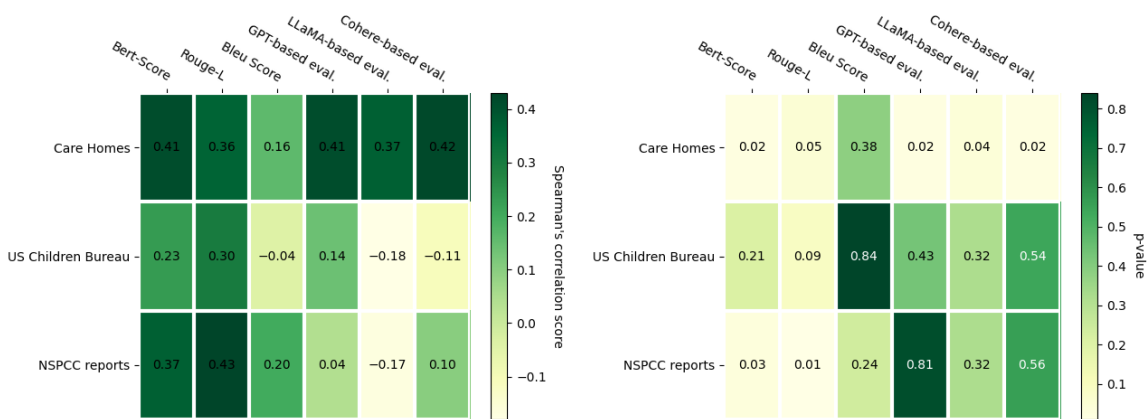 Bert-Score
Rouge-L
Bleu Score
GPT-based eval.
LLaMA-based eval.
Cohere-based eval.
Care Homes
0.41 0.36 0.16 0.41 0.37 0.42
US Children Bureau
0.23 0.30 −0.04 0.14 −0.18 −0.11
NSPCC reports
0.37 0.43 0.20 0.04 −0.17 0.10
0.4
0.3
0.2
0.1
0.0
−0.1
Spearman's correlation score
Bert-Score
Rouge-L
Bleu Score
GPT-based eval.
LLaMA-based eval.
Cohere-based eval.
Care Homes
0.02 0.05 0.38 0.02 0.04 0.02
US Children Bureau
0.21 0.09 0.84 0.43 0.32 0.54
NSPCC reports
0.03 0.01 0.24 0.81 0.32 0.56
0.8
0.7
0.6
0.5
0.4
0.3
0.2
0.1
p-value